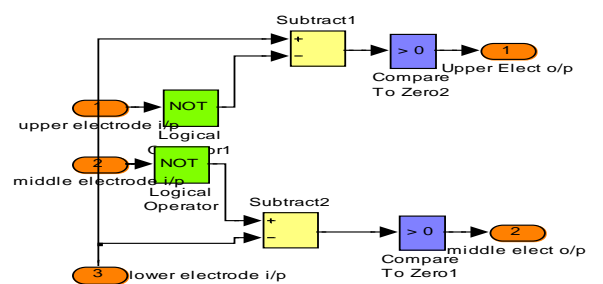 Subtract1
+
−
> 0
1
Upper Elect o/p
Compare
To Zero2
1
NOT
upper electrode i/p
Logical
2
NOT
middle electrode i/p
Logical
Operator
Subtract2
+
−
> 0
2
middle elect o/p
Compare
To Zero1
3
lower electrode i/p